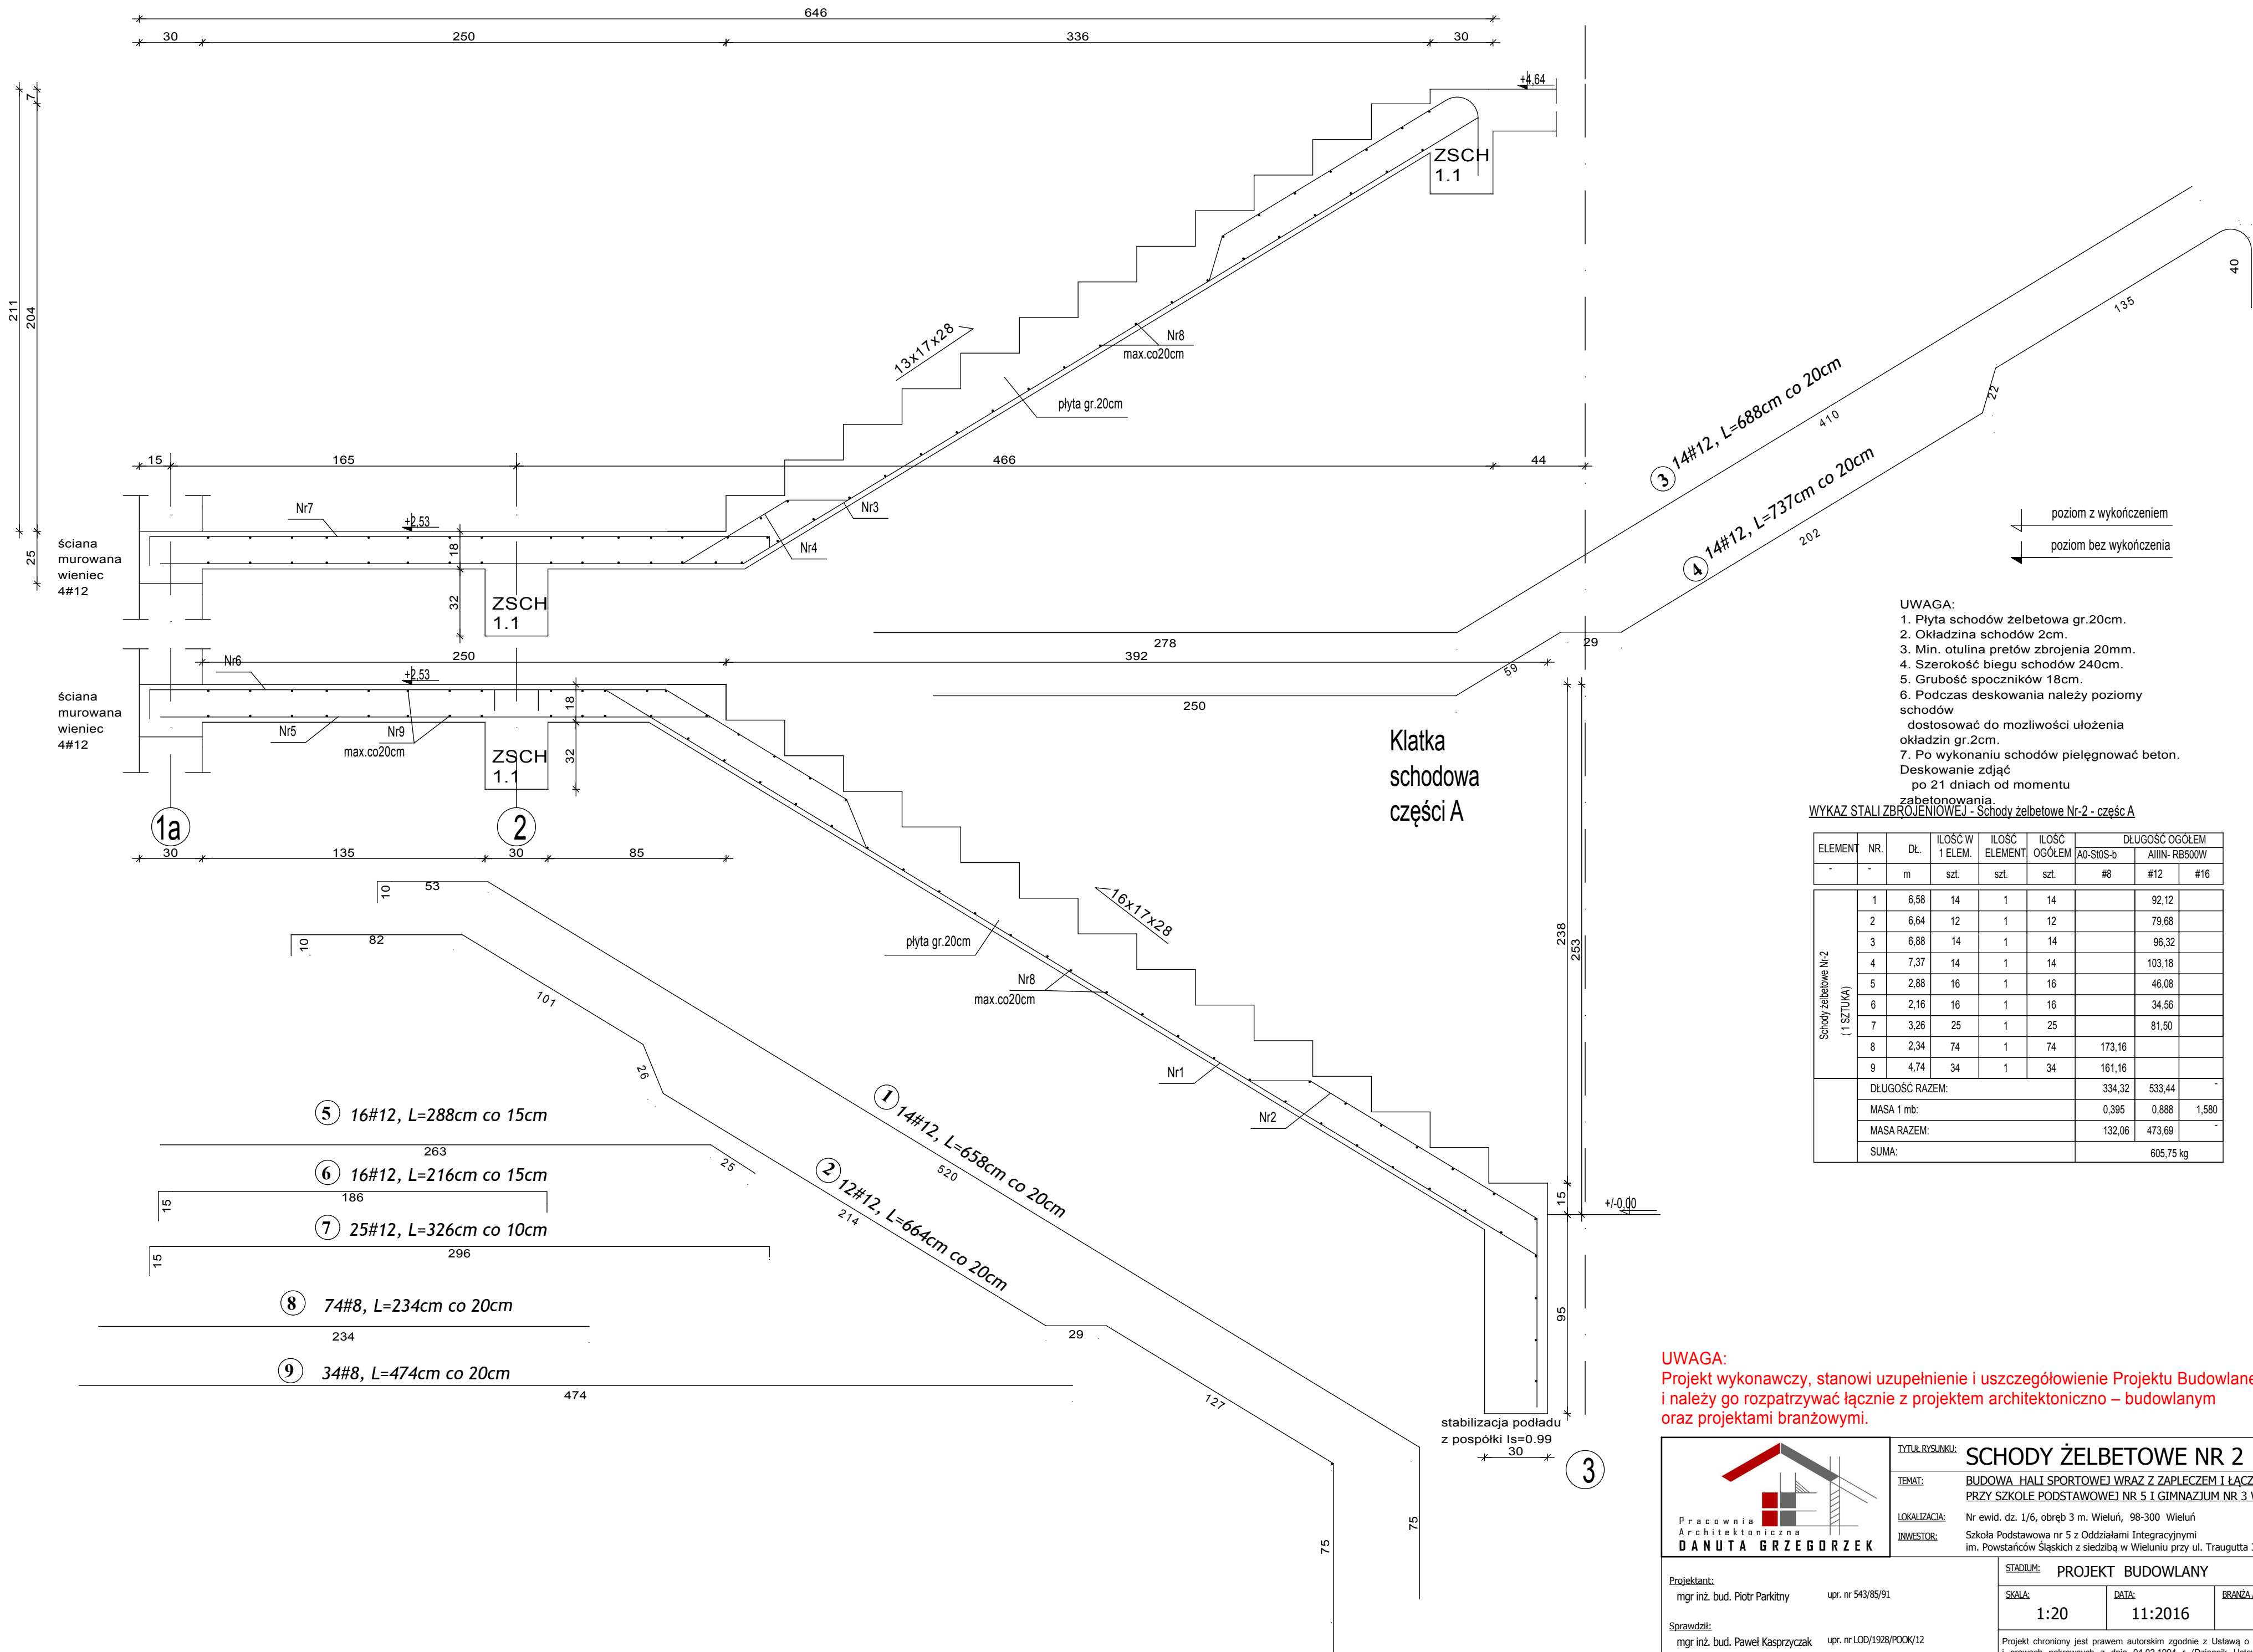 646
30
250
336
30
+4,64
7
211
204
25
ZSCH
1.1
13x17x28
Nr8
max.co20cm
płyta gr.20cm
15
165
466
44
Nr7
+2,53
18
32
Nr3
Nr4
ściana
murowana
wieniec
4#12
ZSCH
1.1
250
392
Nr6
+2,53
18
32
ściana
murowana
wieniec
4#12
Nr5
Nr9
max.co20cm
ZSCH
1.1
1a
2
30
135
30
85
3 14#12, L=688cm co 20cm
410
278
4 14#12, L=737cm co 20cm
40
135
22
202
29
59
250
poziom z wykończeniem
poziom bez wykończenia
Klatka
schodowa
części A
UWAGA:
1. Płyta schodów żelbetowa gr.20cm.
2. Okładzina schodów 2cm.
3. Min. otulina pretów zbrojenia 20mm.
4. Szerokość biegu schodów 240cm.
5. Grubość spoczników 18cm.
6. Podczas deskowania należy poziomy
schodów
dostosować do mozliwości ułożenia
okładzin gr.2cm.
7. Po wykonaniu schodów pielęgnować beton.
Deskowanie zdjąć
po 21 dniach od momentu
zabetonowania.
WYKAZ STALI ZBROJENIOWEJ - Schody żelbetowe Nr-2 - częśc A
ELEMENT NR. DŁ. ILOŚĆ W 1 ELEM. ILOŚĆ ELEMENT. ILOŚĆ OGÓŁEM DŁUGOŚĆ OGÓŁEM
A0-St0S-b AIIIN- RB500W
- - m szt. szt. szt. #8 #12 #16
Schody żelbetowe Nr-2
( 1 SZTUKA)
1 6,58 14 1 14 92,12
2 6,64 12 1 12 79,68
3 6,88 14 1 14 96,32
4 7,37 14 1 14 103,18
5 2,88 16 1 16 46,08
6 2,16 16 1 16 34,56
7 3,26 25 1 25 81,50
8 2,34 74 1 74 173,16
9 4,74 34 1 34 161,16
DŁUGOŚĆ RAZEM: 334,32 533,44 -
MASA 1 mb: 0,395 0,888 1,580
MASA RAZEM: 132,06 473,69 -
SUMA: 605,75 kg
16x17x28
płyta gr.20cm
Nr8
max.co20cm
Nr1
Nr2
238
253
15
+/-0,00
95
stabilizacja podładu
z pospółki Is=0.99
30
3
10
53
1 14#12, L=658cm co 20cm
520
75
10
82
101
26
2 12#12, L=664cm co 20cm
214
29
127
75
5 16#12, L=288cm co 15cm
263
25
6 16#12, L=216cm co 15cm
186
15
7 25#12, L=326cm co 10cm
296
15
8 74#8, L=234cm co 20cm
234
9 34#8, L=474cm co 20cm
474
UWAGA:
Projekt wykonawczy, stanowi uzupełnienie i uszczegółowienie Projektu Budowlane
i należy go rozpatrywać łącznie z projektem architektoniczno – budowlanym
oraz projektami branżowymi.
Pracownia
Architektoniczna
DANUTA GRZEGORZEK
TYTUŁ RYSUNKU: SCHODY ŻELBETOWE NR 2
TEMAT: BUDOWA HALI SPORTOWEJ WRAZ Z ZAPLECZEM I ŁĄCZ
PRZY SZKOLE PODSTAWOWEJ NR 5 I GIMNAZJUM NR 3
LOKALIZACJA: Nr ewid. dz. 1/6, obręb 3 m. Wieluń, 98-300 Wieluń
INWESTOR: Szkoła Podstawowa nr 5 z Oddziałami Integracyjnymi
im. Powstańców Śląskich z siedzibą w Wieluniu przy ul. Traugutta
STADIUM: PROJEKT BUDOWLANY
SKALA: DATA: BRANŻA
1:20 11:2016
Projektant:
mgr inż. bud. Piotr Parkitny upr. nr 543/85/91
Sprawdził:
mgr inż. bud. Paweł Kasprzyczak upr. nr LOD/1928/POOK/12
Projekt chroniony jest prawem autorskim zgodnie z Ustawą o